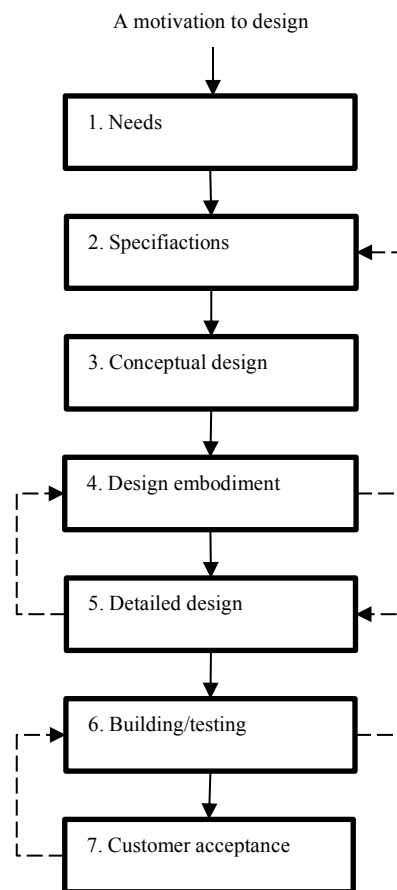 A motivation to design
1. Needs
2. Specifiactions
3. Conceptual design
4. Design embodiment
5. Detailed design
6. Building/testing
7. Customer acceptance